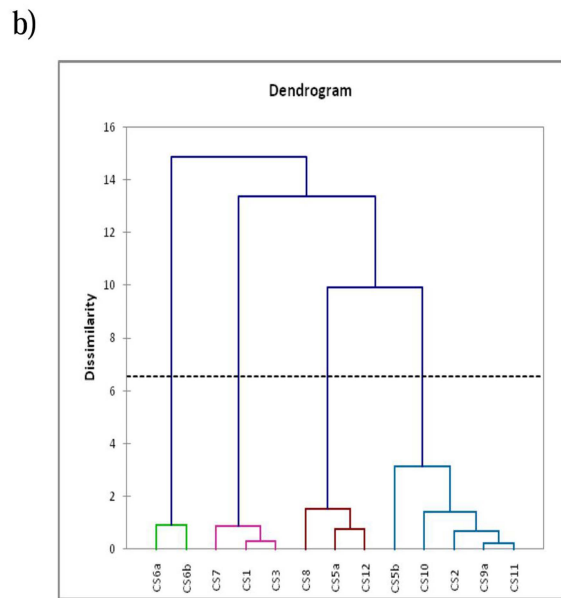 b)
Dendrogram
16
14
12
10
8
6
4
2
0
Dissimilarity
CS6a
CS6b
CS7
CS1
CS3
CS8
CS5a
CS12
CS5b
CS10
CS2
CS9a
CS11